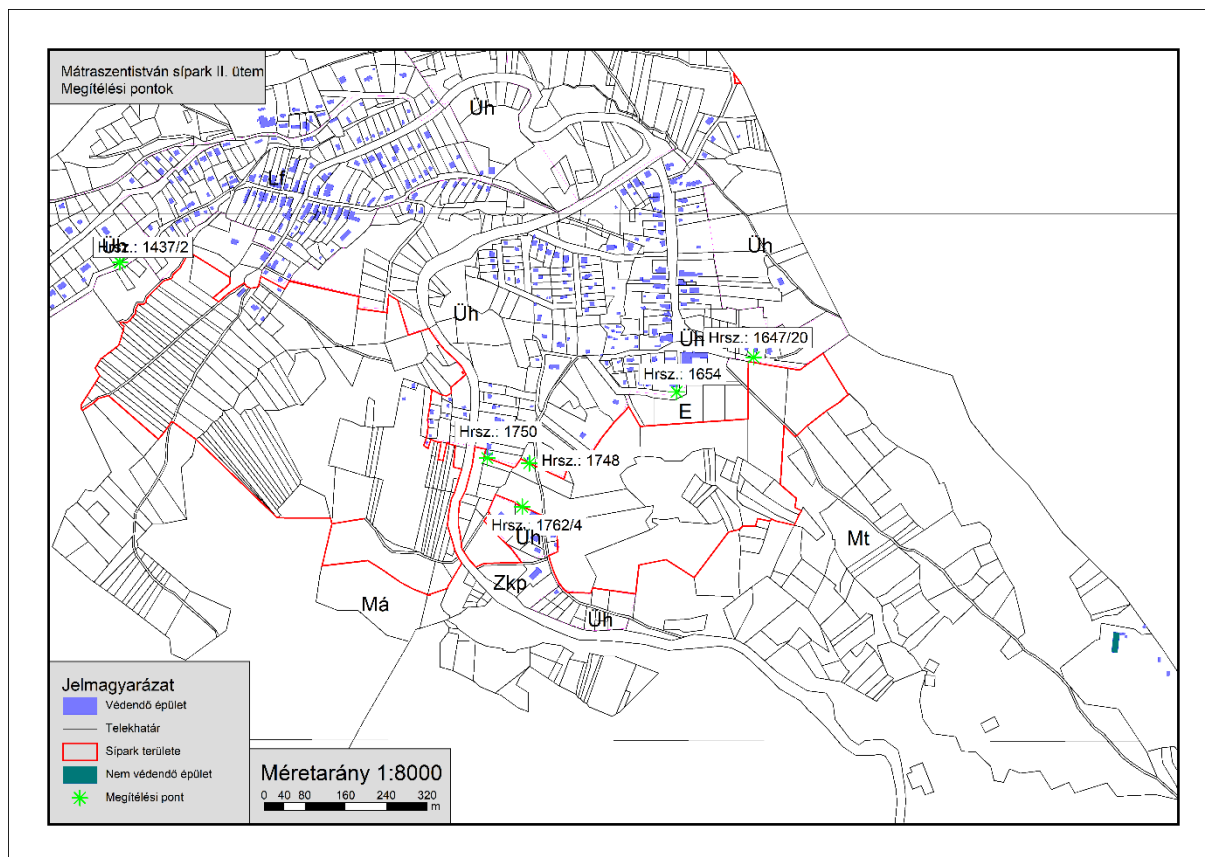 Mátraszentistván sípark II. ütem
Megítélési pontok
Üh
Lf
Üh
Hrsz.: 1437/2
Üh
Üh
Üh
Hrsz.: 1647/20
Hrsz.: 1654
E
Hrsz.: 1750
Hrsz.: 1748
Hrsz.: 1762/4
Üh
Mt
Zkp
Má
Üh
Jelmagyarázat
Védendő épület
Telekhatár
Sípark területe
Nem védendő épület
Megítélési pont
Méretarány 1:8000
0 40 80 160 240 320
m